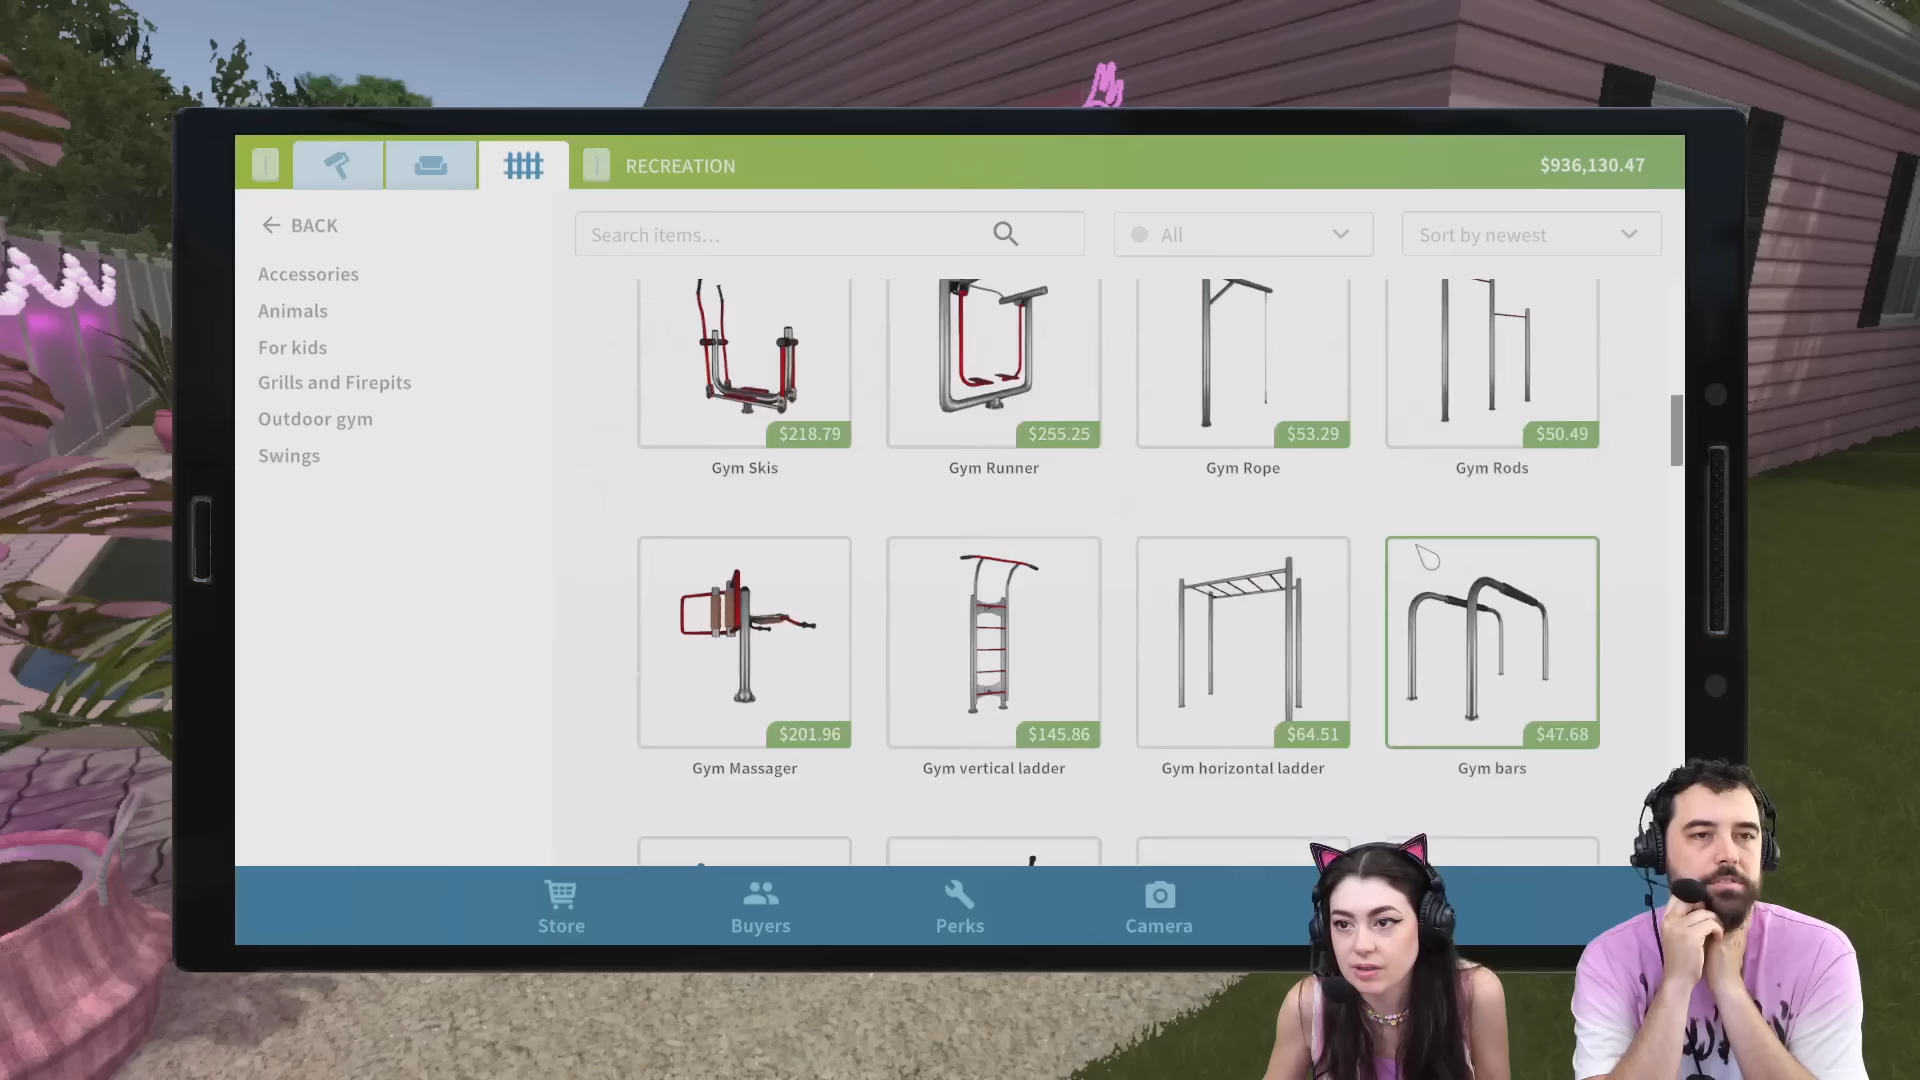 RECREATION
$936,130.47
BACK
Search items...
All
Sort by newest
Accessories
Animals
For kids
Grills and Firepits
Outdoor gym
Swings
$218.79
$255.25
$53.29
$50.49
Gym Skis
Gym Runner
Gym Rope
Gym Rods
$201.96
$145.86
$64.51
$47.68
Gym Massager
Gym vertical ladder
Gym horizontal ladder
Gym bars
Store
Buyers
Perks
Camera